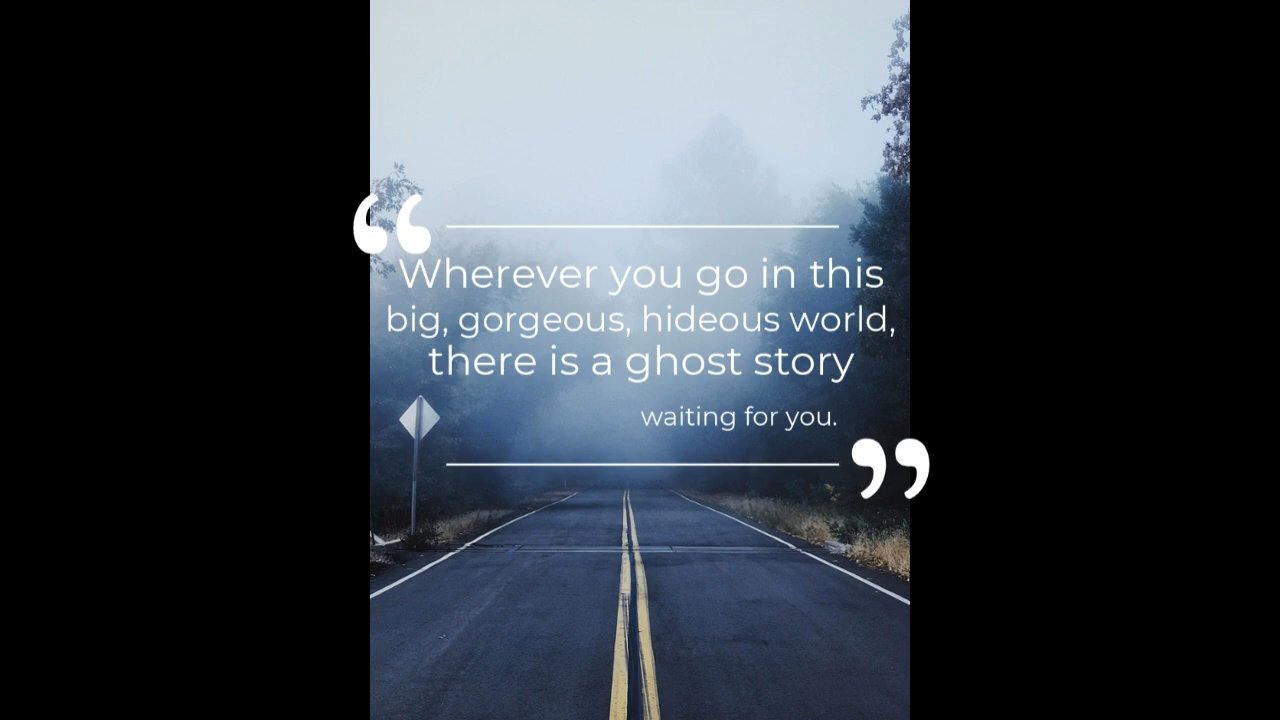 “
Wherever you go in this
big, gorgeous, hideous world,
there is a ghost story
waiting for you.
”